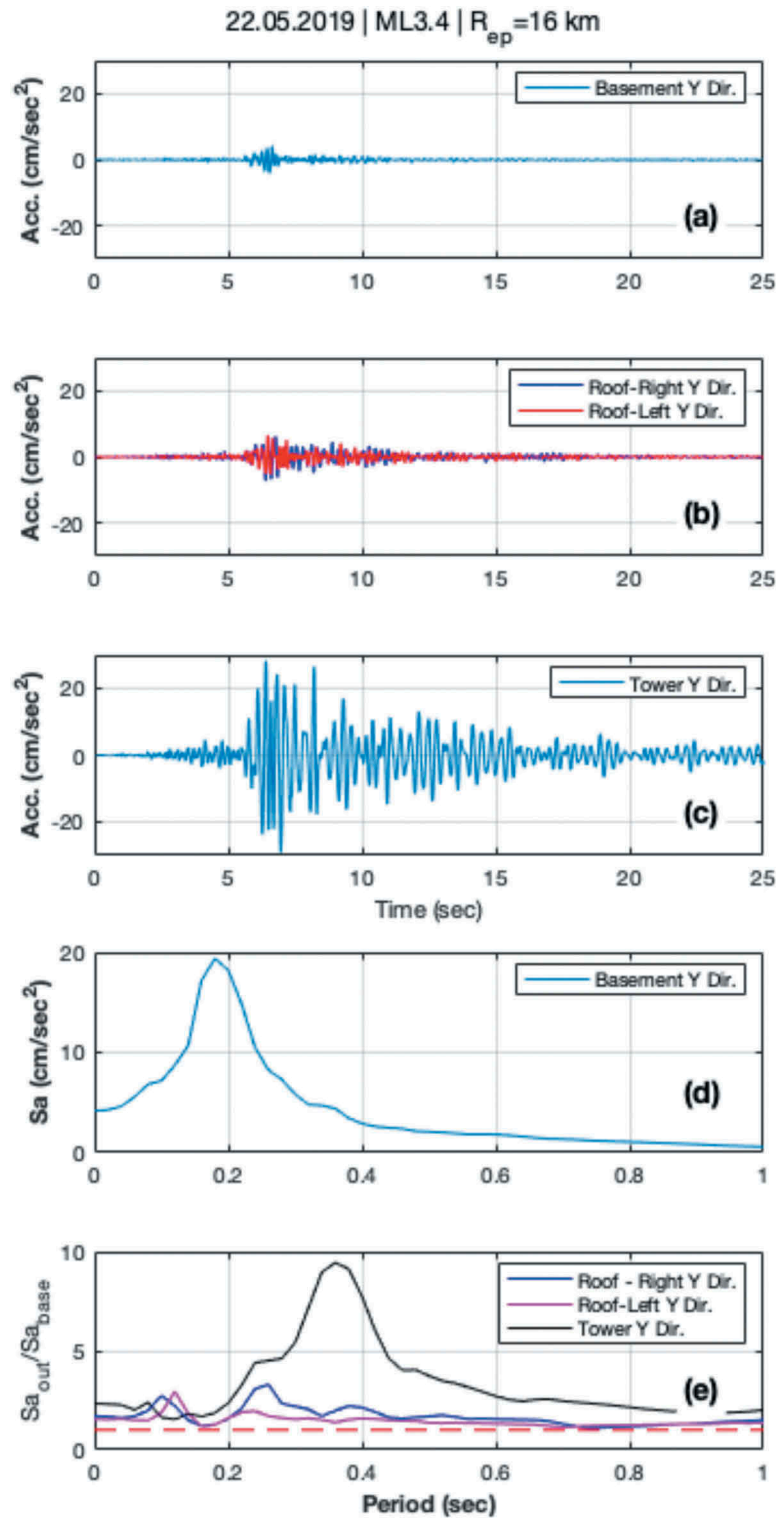 22.05.2019 | ML3.4 | R_ep=16 km
Basement Y Dir.
Acc. (cm/sec²)
20
0
-20
(a)
0 5 10 15 20 25
Roof-Right Y Dir.
Roof-Left Y Dir.
Acc. (cm/sec²)
20
0
-20
(b)
0 5 10 15 20 25
Tower Y Dir.
Acc. (cm/sec²)
20
0
-20
(c)
0 5 10 15 20 25
Time (sec)
Basement Y Dir.
Sa (cm/sec²)
20
10
0
(d)
0 0.2 0.4 0.6 0.8 1
Roof - Right Y Dir.
Roof-Left Y Dir.
Tower Y Dir.
Sa_out/Sa_base
10
5
0
(e)
0 0.2 0.4 0.6 0.8 1
Period (sec)